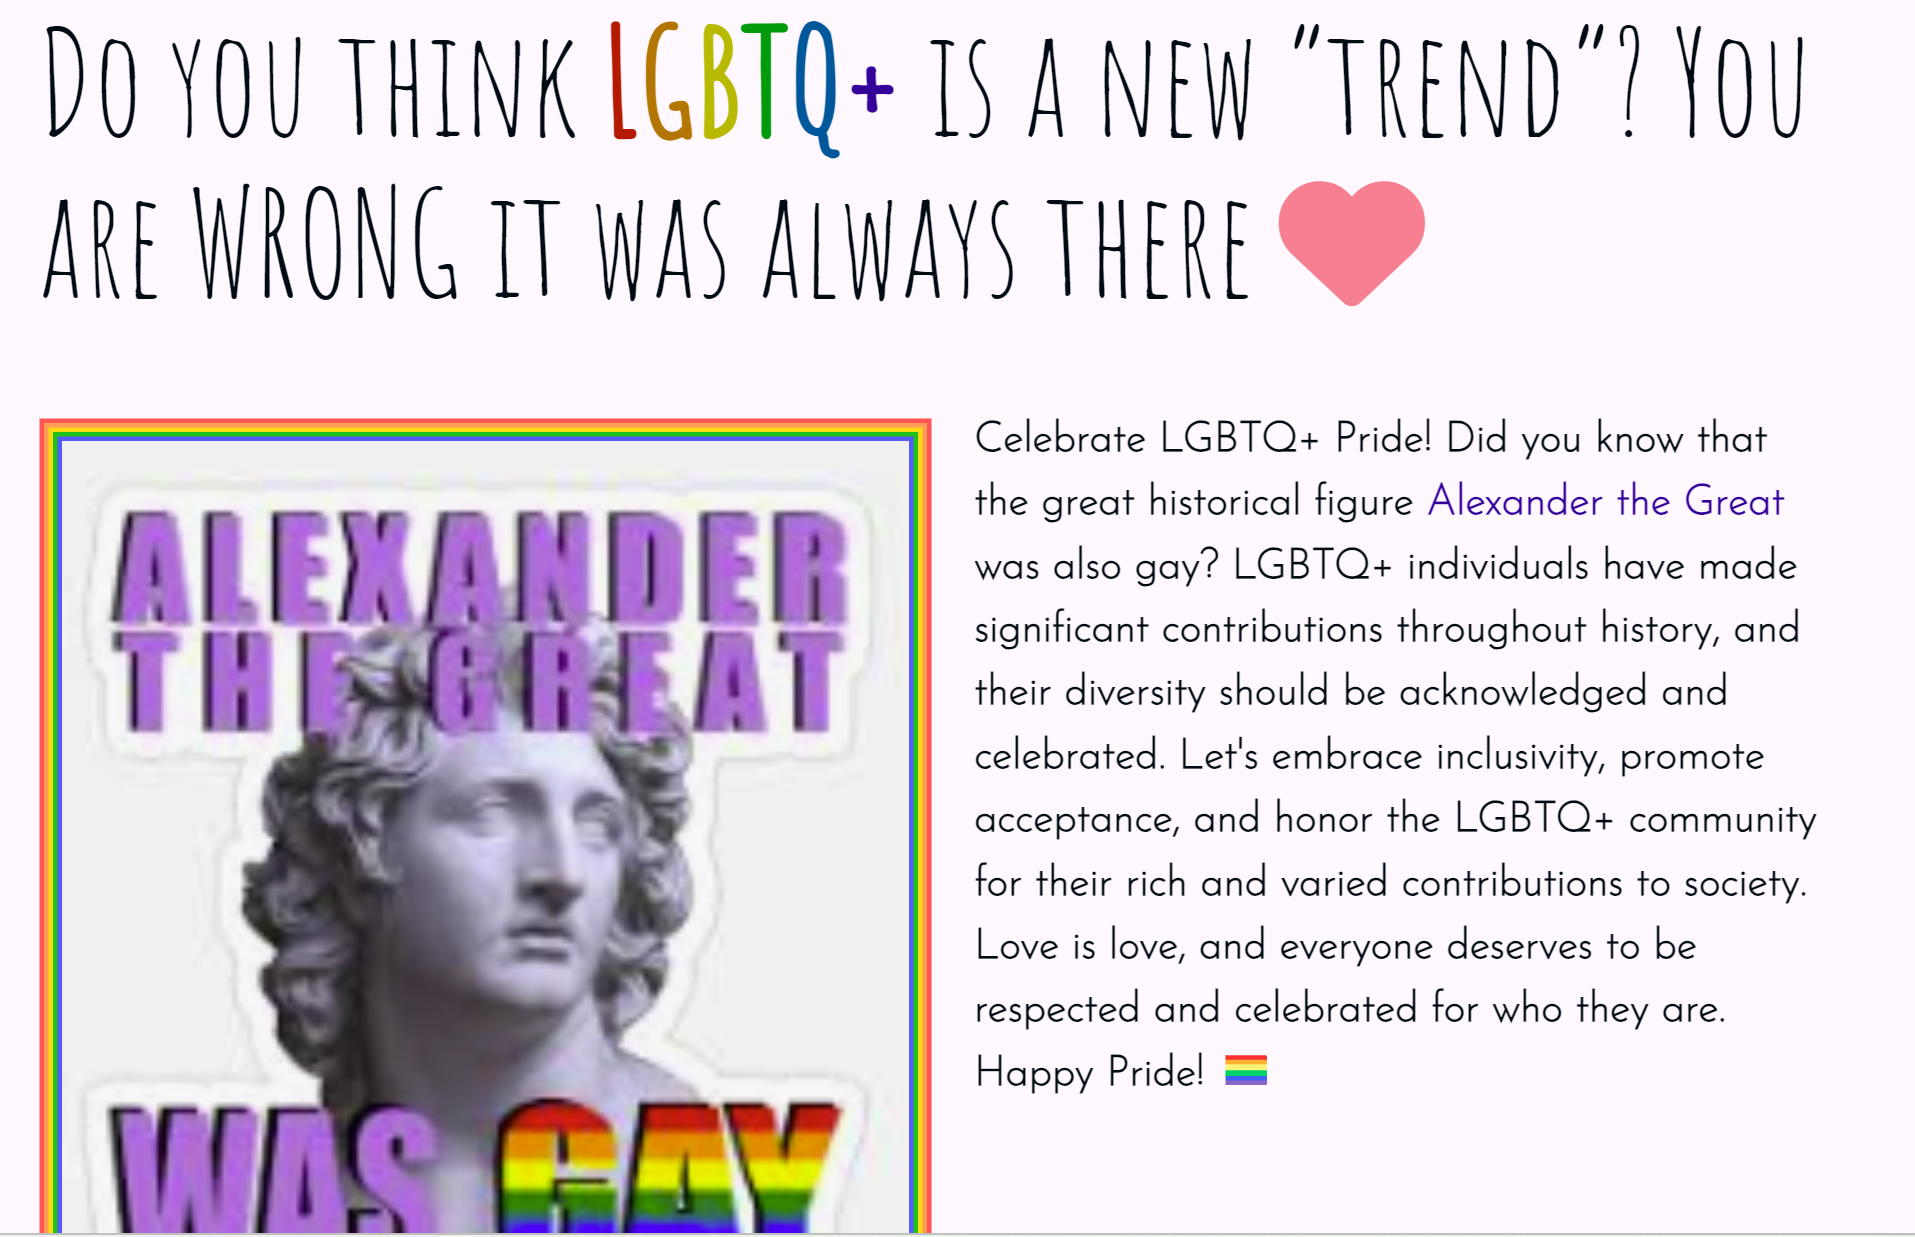 Do you think LGBTQ+ is a new "trend"? You
are WRONG it was always there
ALEXANDER
THE GREAT
WAS GAY
Celebrate LGBTQ+ Pride! Did you know that
the great historical figure Alexander the Great
was also gay? LGBTQ+ individuals have made
significant contributions throughout history, and
their diversity should be acknowledged and
celebrated. Let's embrace inclusivity, promote
acceptance, and honor the LGBTQ+ community
for their rich and varied contributions to society.
Love is love, and everyone deserves to be
respected and celebrated for who they are.
Happy Pride!